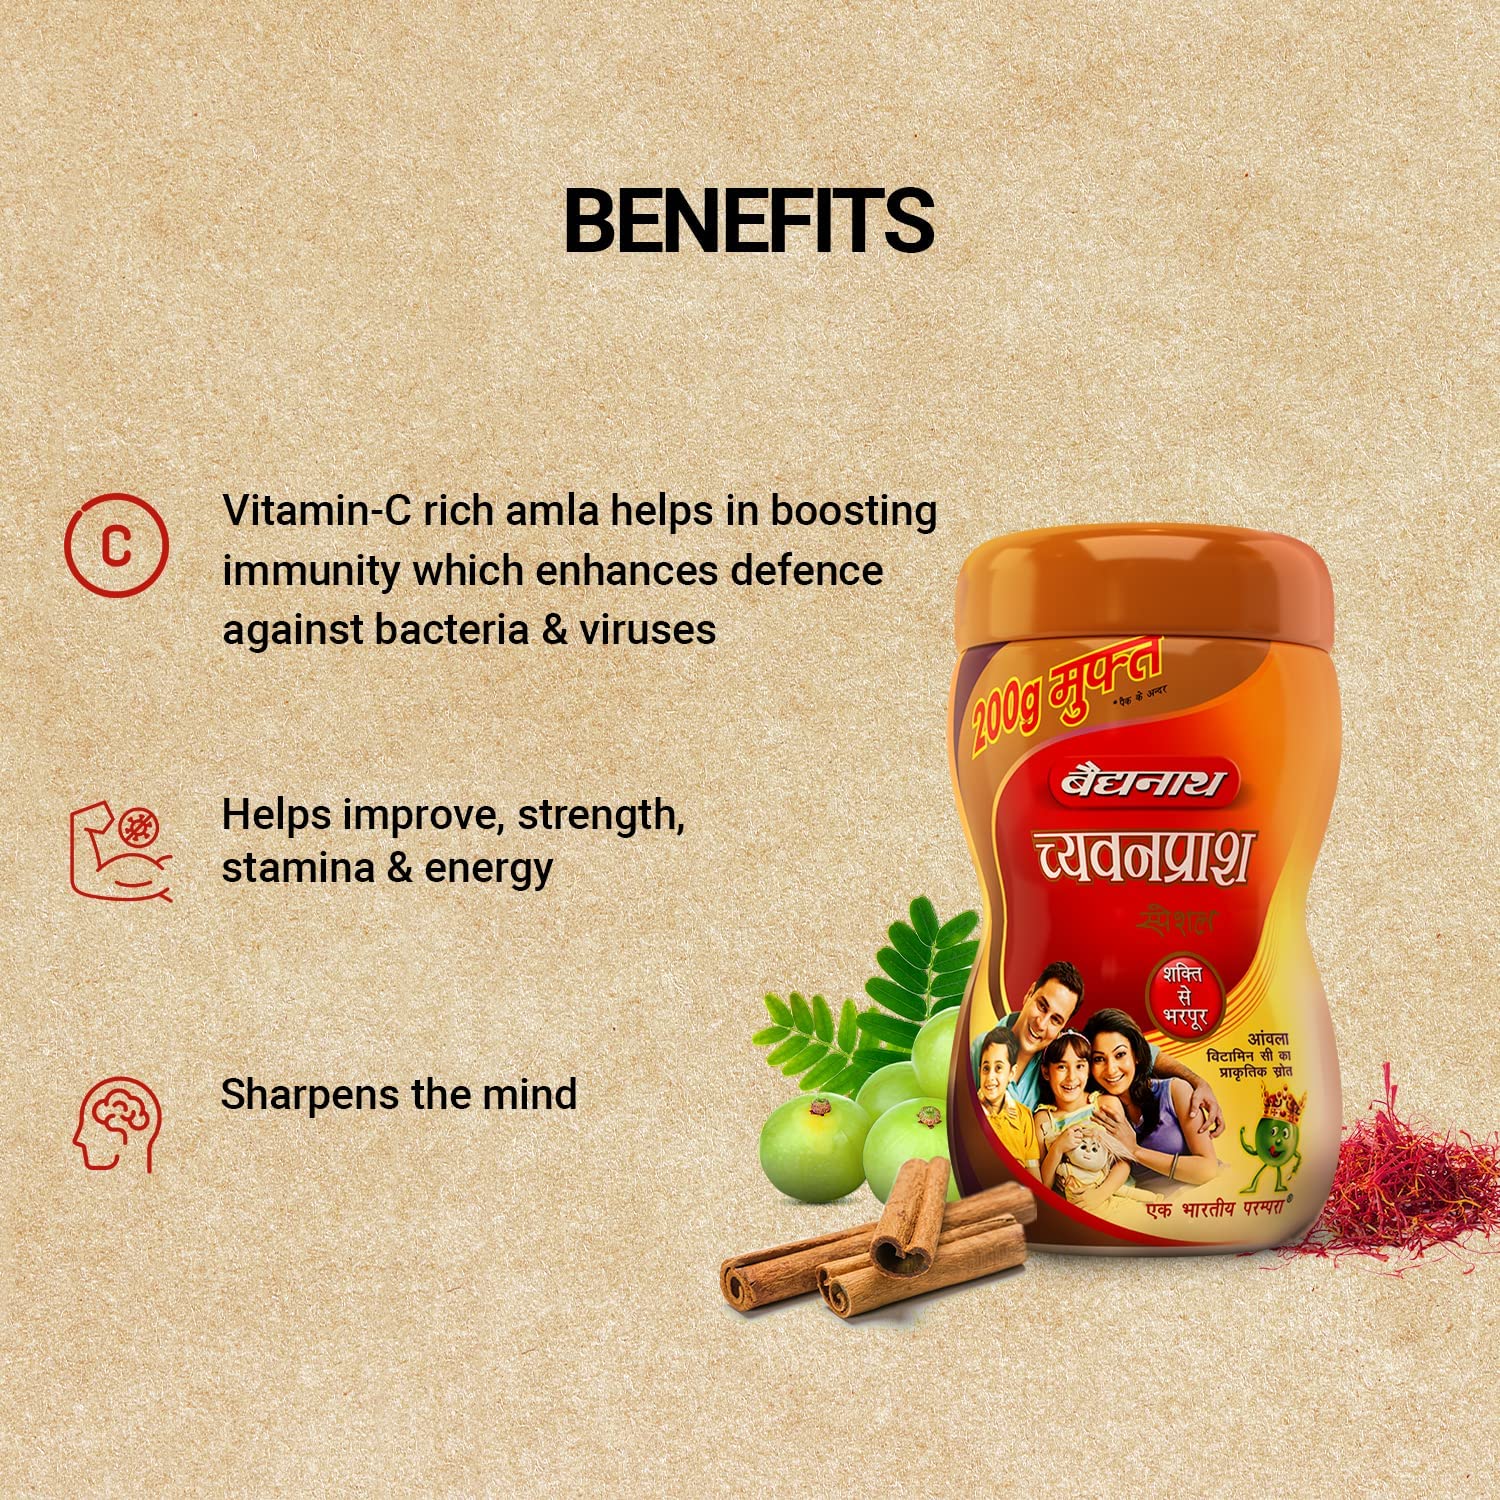 BENEFITS
C
Vitamin-C rich amla helps in boosting
immunity which enhances defence
against bacteria & viruses
Helps improve, strength,
stamina & energy
Sharpens the mind
200g मुफ्त
*पैक के अन्दर
बैद्यनाथ
च्यवनप्राश
स्पेशल
शक्ति
से
भरपूर
आंवला
विटामिन सी का
प्राकृतिक स्रोत
एक भारतीय परम्परा®